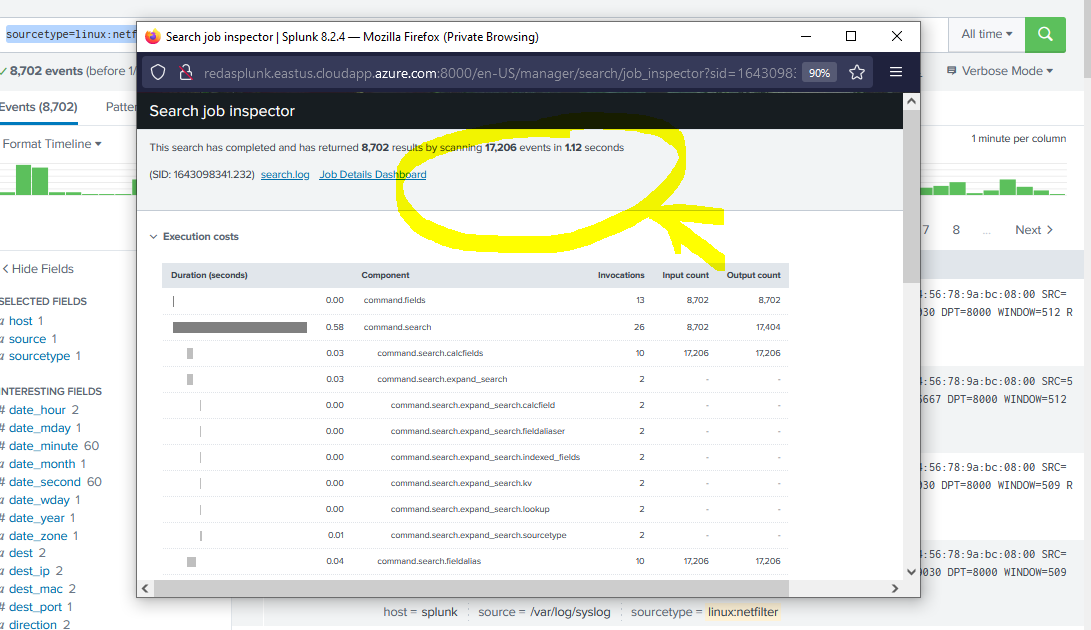 sourcetype=linux:netf
All time
8,702 events (before 1/
Verbose Mode
Events (8,702)
Patte
Format Timeline
1 minute per column
7 8 ... Next
Hide Fields
SELECTED FIELDS
a host 1
a source 1
a sourcetype 1
INTERESTING FIELDS
# date_hour 2
# date_mday 1
# date_minute 60
a date_month 1
# date_second 60
a date_wday 1
# date_year 1
a date_zone 1
a dest 2
a dest_ip 2
a dest_mac 2
a dest_port 1
a direction 2
Search job inspector | Splunk 8.2.4 — Mozilla Firefox (Private Browsing)
redasplunk.eastus.cloudapp.azure.com:8000/en-US/manager/search/job_inspector?sid=1643098
90%
Search job inspector
This search has completed and has returned 8,702 results by scanning 17,206 events in 1.12 seconds
(SID: 1643098341.232) search.log Job Details Dashboard
Execution costs
Duration (seconds) Component Invocations Input count Output count
0.00 command.fields 13 8,702 8,702
0.58 command.search 26 8,702 17,404
0.03 command.search.calcfields 10 17,206 17,206
0.03 command.search.expand_search 2 - -
0.00 command.search.expand_search.calcfield 2 - -
0.00 command.search.expand_search.fieldaliaser 2 - -
0.00 command.search.expand_search.indexed_fields 2 - -
0.00 command.search.expand_search.kv 2 - -
0.00 command.search.expand_search.lookup 2 - -
0.01 command.search.expand_search.sourcetype 2 - -
0.04 command.search.fieldalias 10 17,206 17,206
:56:78:9a:bc:08:00 SRC=
030 DPT=8000 WINDOW=512 R
:56:78:9a:bc:08:00 SRC=5
6667 DPT=8000 WINDOW=512
:56:78:9a:bc:08:00 SRC=
030 DPT=8000 WINDOW=509 R
:56:78:9a:bc:08:00 SRC=
030 DPT=8000 WINDOW=509
host = splunk source = /var/log/syslog sourcetype = linux:netfilter